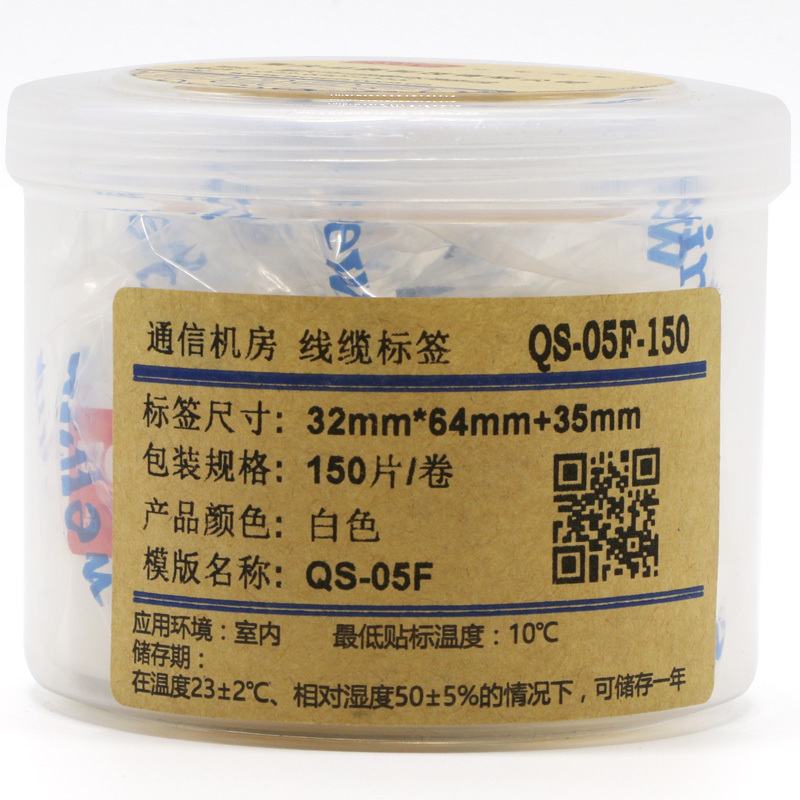 通信机房 线缆标签 QS-05F-150
标签尺寸: 32mm*64mm+35mm
包装规格: 150片/卷
产品颜色: 白色
模版名称: QS-05F
应用环境：室内 最低贴标温度：10℃
储存期：
在温度23±2℃、相对湿度50±5%的情况下，可储存一年